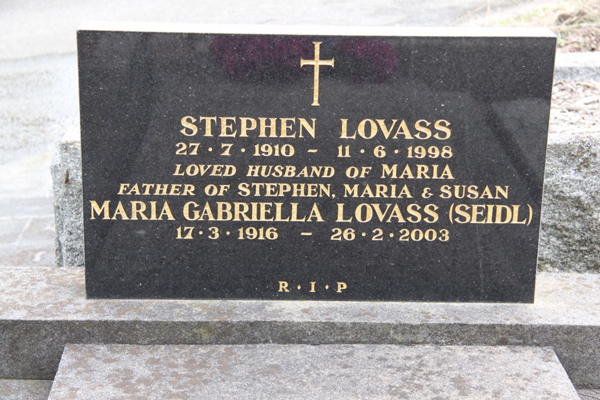 STEPHEN LOVASS
27·7·1910 – 11·6·1998
LOVED HUSBAND OF MARIA
FATHER OF STEPHEN, MARIA & SUSAN
MARIA GABRIELLA LOVASS (SEIDL)
17·3·1916 – 26·2·2003
R·I·P